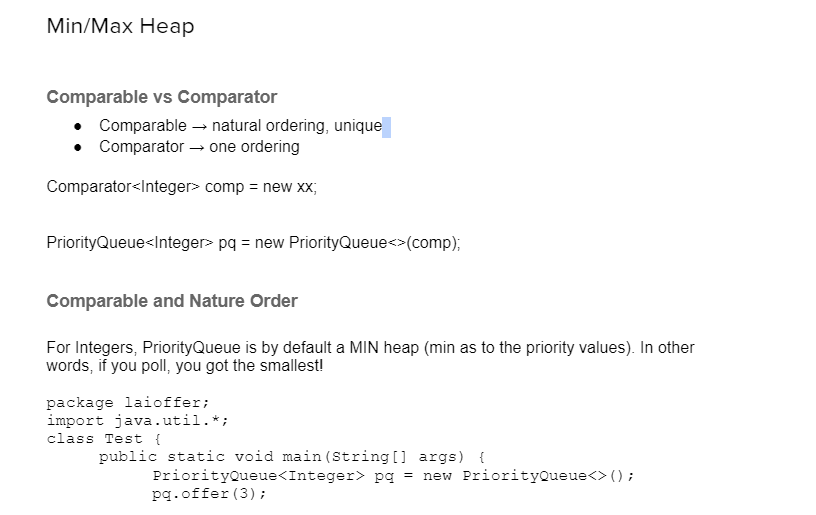 Min/Max Heap
Comparable vs Comparator
● Comparable → natural ordering, unique
● Comparator → one ordering
Comparator<Integer> comp = new xx;
PriorityQueue<Integer> pq = new PriorityQueue<>(comp);
Comparable and Nature Order
For Integers, PriorityQueue is by default a MIN heap (min as to the priority values). In other
words, if you poll, you got the smallest!
package laioffer;
import java.util.*;
class Test {
public static void main(String[] args) {
PriorityQueue<Integer> pq = new PriorityQueue<>();
pq.offer(3);